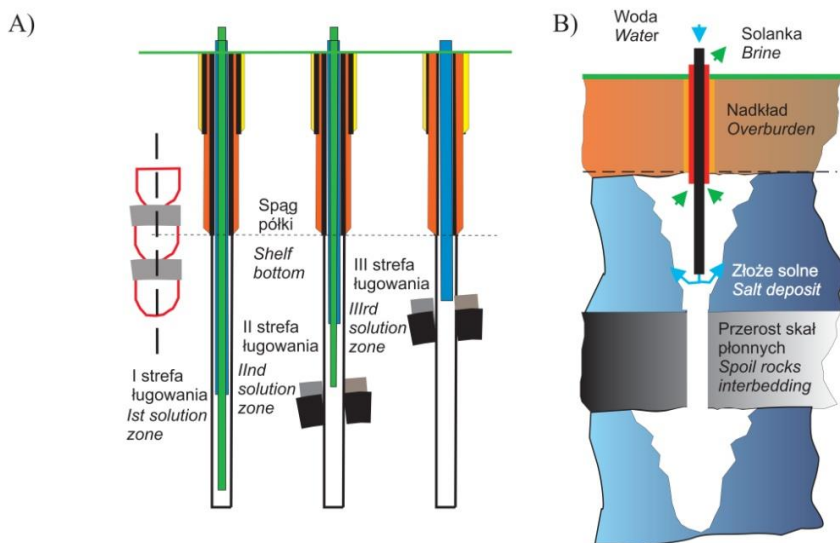 A)
Spąg
półki
Shelf
bottom
I strefa
ługowania
Ist solution
zone
II strefa
ługowania
IInd
solution
zone
III strefa
ługowania
IIIrd
solution
zone
B)
Woda
Water
Solanka
Brine
Nadkład
Overburden
Złoże solne
Salt deposit
Przerost skał
płonnych
Spoil rocks
interbedding